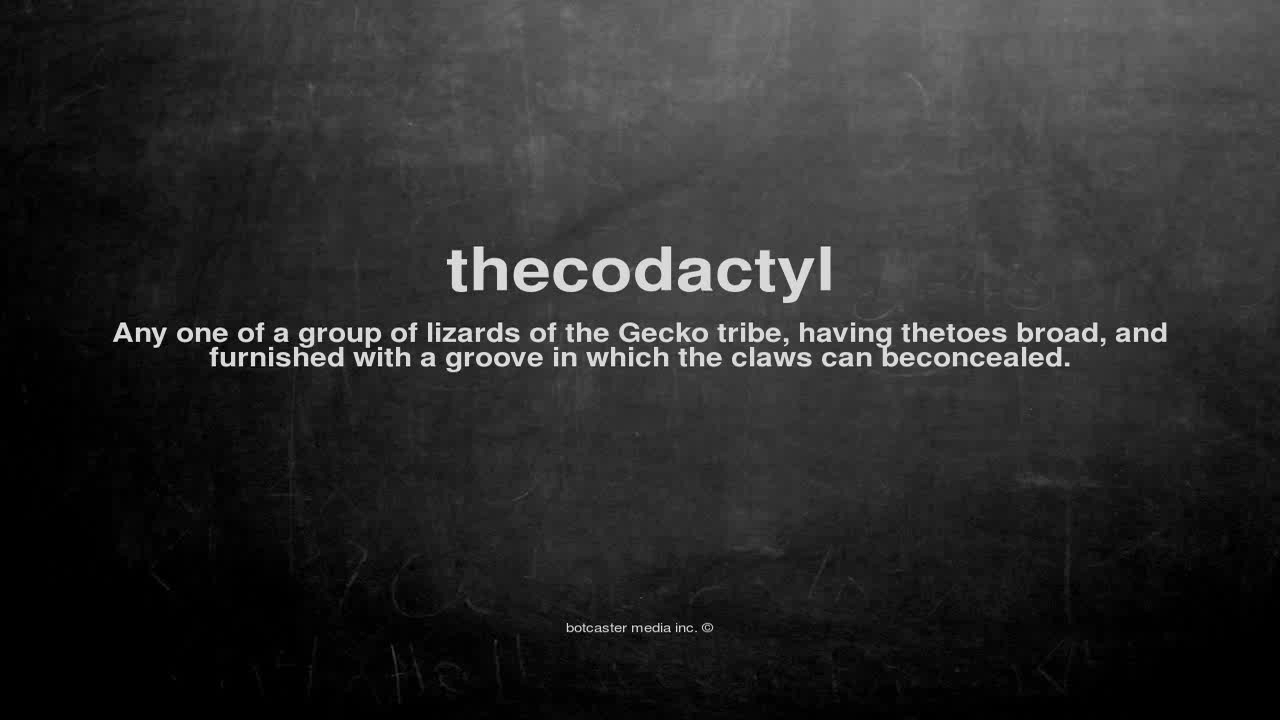 thecodactyl
Any one of a group of lizards of the Gecko tribe, having thetoes broad, and
furnished with a groove in which the claws can beconcealed.
botcaster media inc. ©